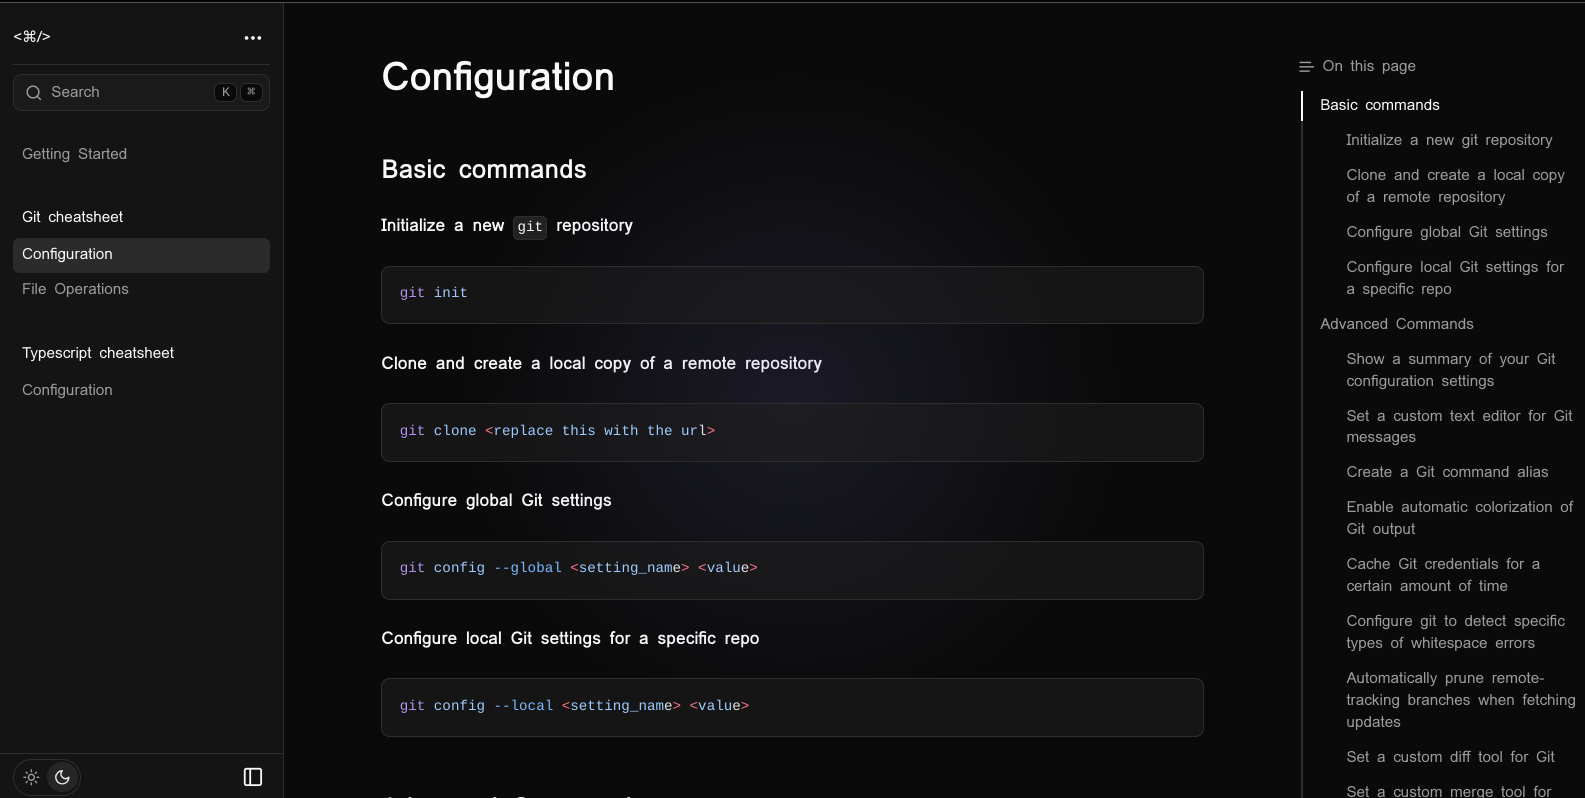 <⌘/>
Search
K
⌘
Getting Started
Git cheatsheet
Configuration
File Operations
Typescript cheatsheet
Configuration
Configuration
Basic commands
Initialize a new git repository
git init
Clone and create a local copy of a remote repository
git clone <replace this with the url>
Configure global Git settings
git config --global <setting_name> <value>
Configure local Git settings for a specific repo
git config --local <setting_name> <value>
On this page
Basic commands
Initialize a new git repository
Clone and create a local copy
of a remote repository
Configure global Git settings
Configure local Git settings for
a specific repo
Advanced Commands
Show a summary of your Git
configuration settings
Set a custom text editor for Git
messages
Create a Git command alias
Enable automatic colorization of
Git output
Cache Git credentials for a
certain amount of time
Configure git to detect specific
types of whitespace errors
Automatically prune remote-
tracking branches when fetching
updates
Set a custom diff tool for Git
Set a custom merge tool for